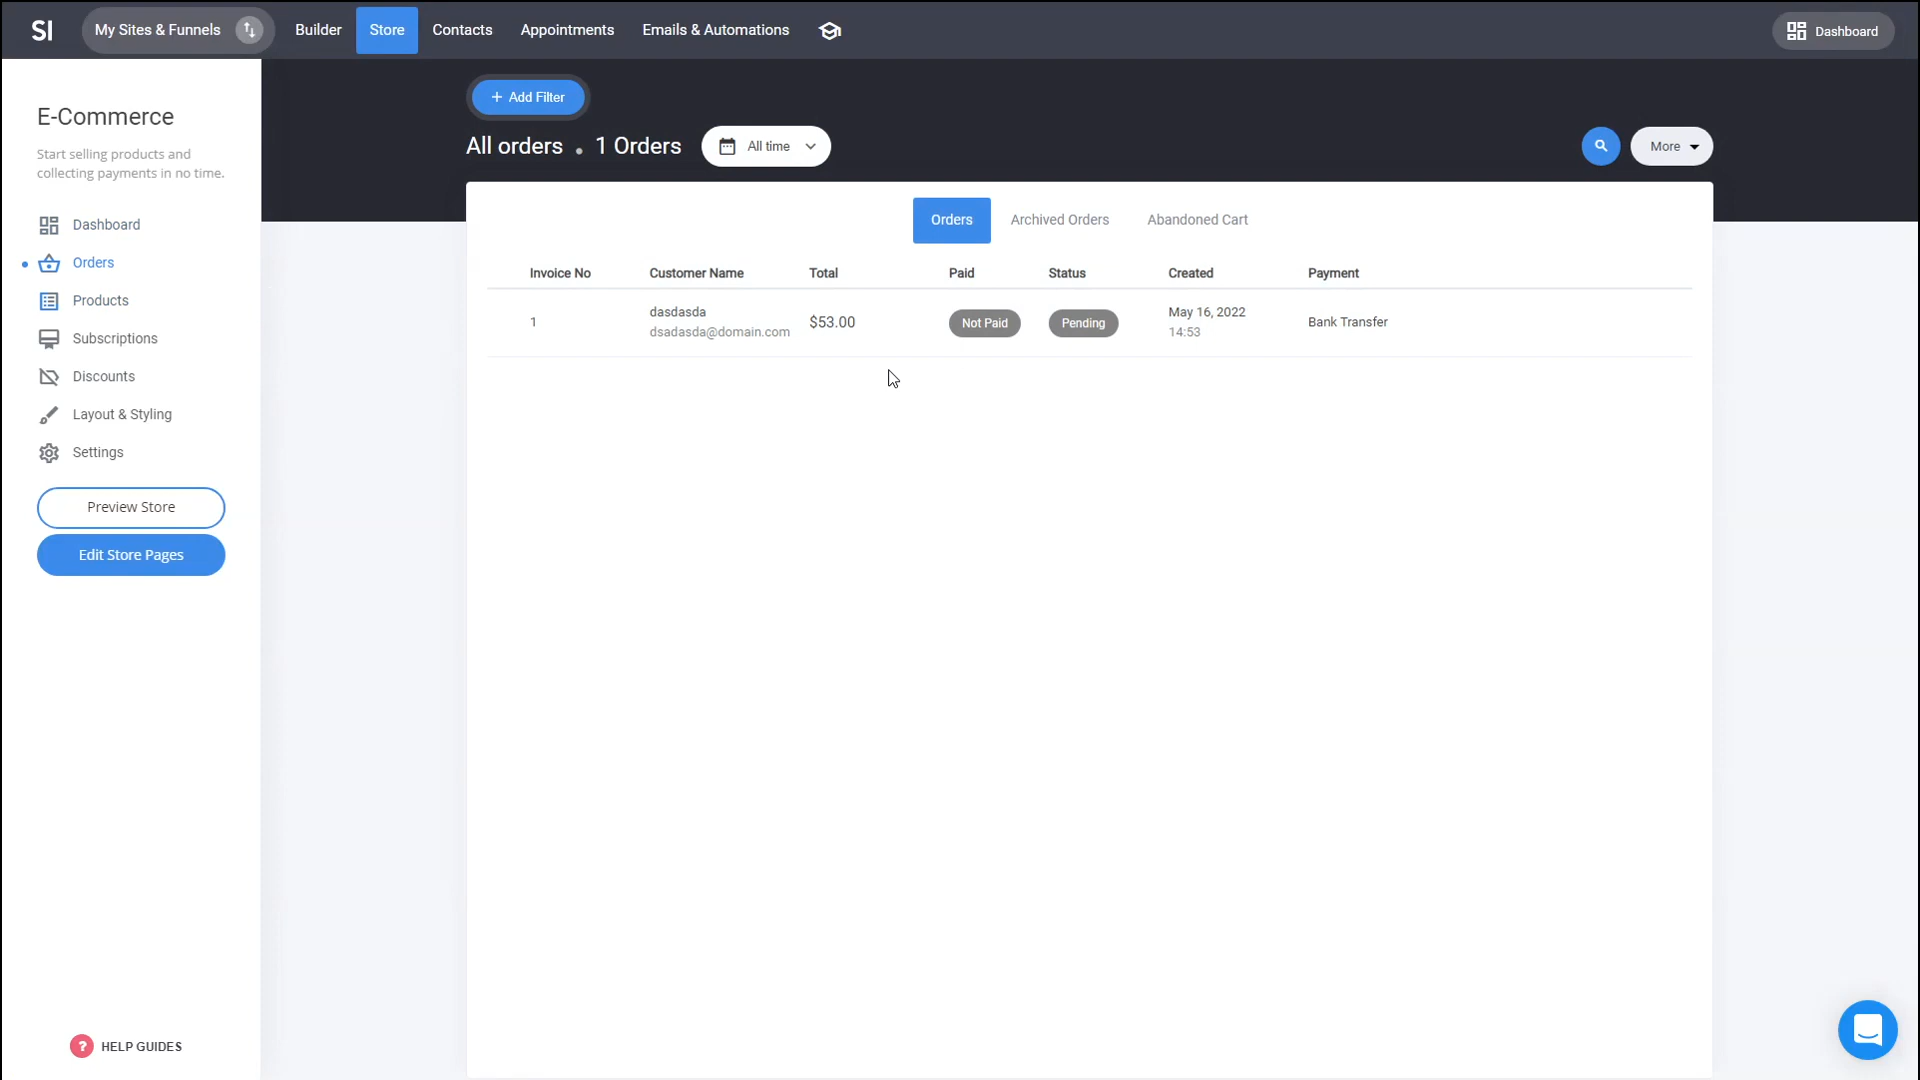 SI
My Sites & Funnels
Builder
Store
Contacts
Appointments
Emails & Automations
Dashboard
E-Commerce
Start selling products and
collecting payments in no time.
Dashboard
Orders
Products
Subscriptions
Discounts
Layout & Styling
Settings
Preview Store
Edit Store Pages
? HELP GUIDES
+ Add Filter
All orders . 1 Orders
All time
More
Orders
Archived Orders
Abandoned Cart
Invoice No Customer Name Total Paid Status Created Payment
1 dasdasda $53.00 Not Paid Pending May 16, 2022 Bank Transfer
dsadasda@domain.com 14:53